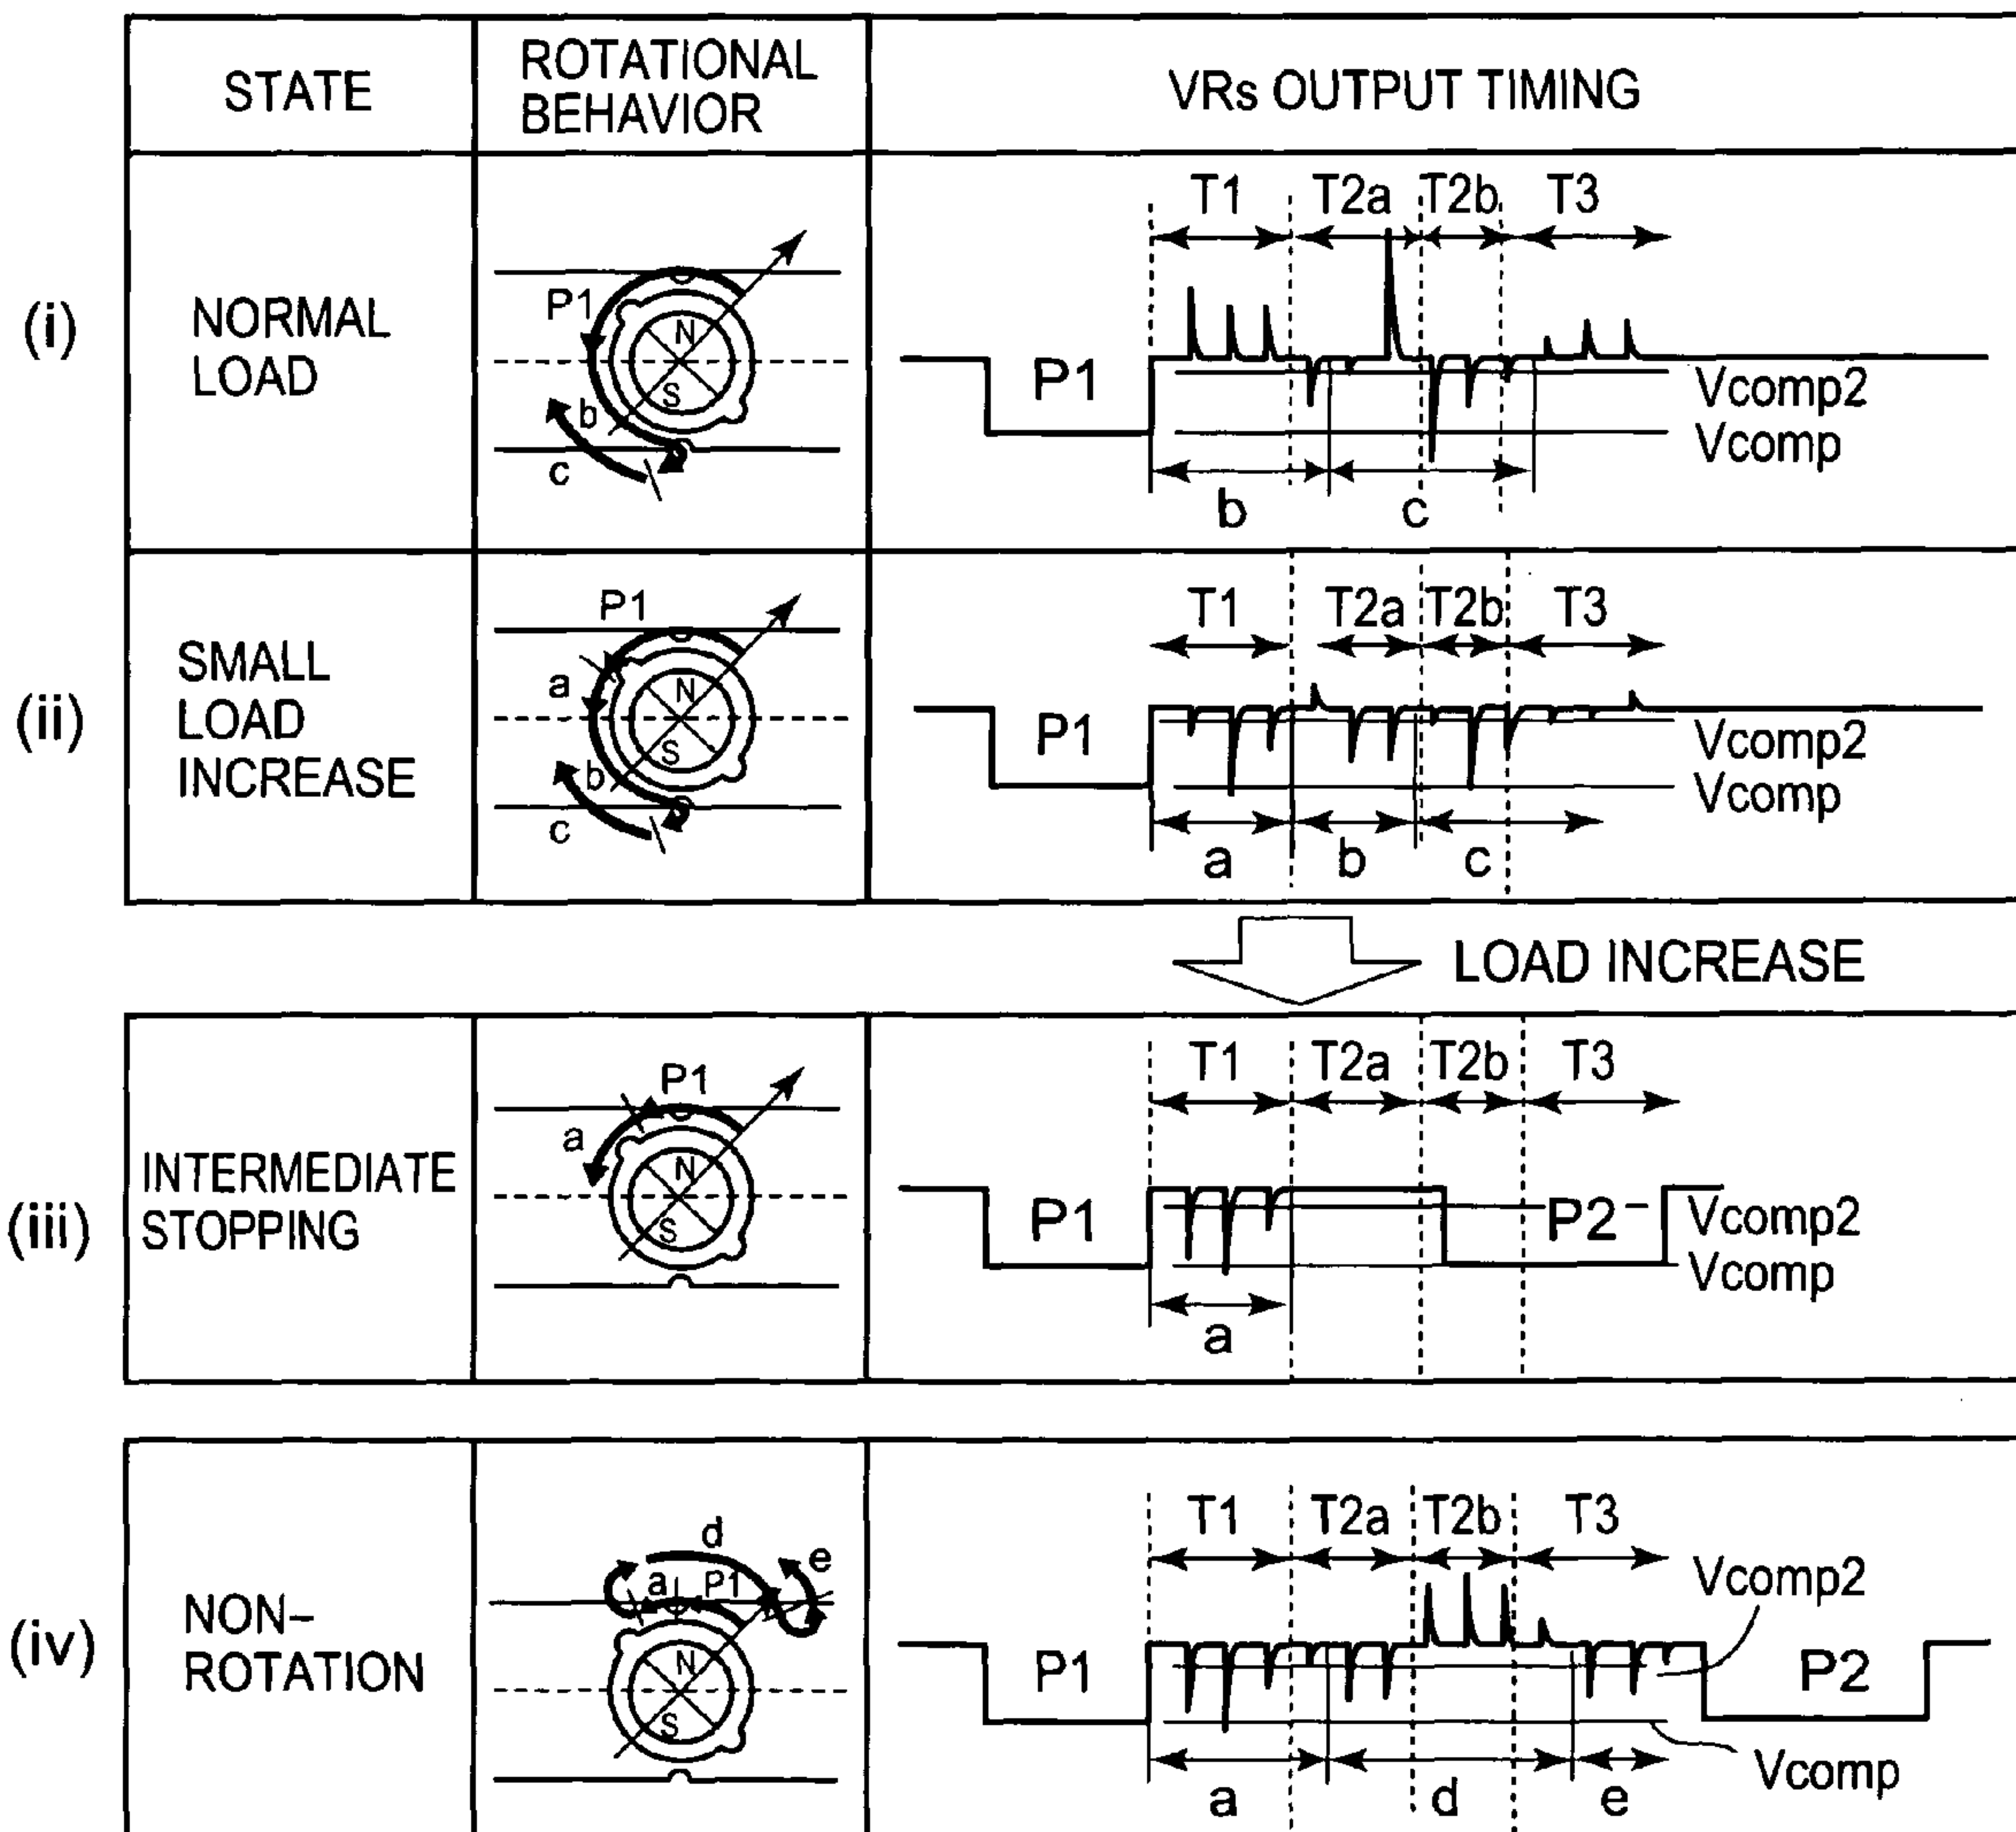 STATE
ROTATIONAL
BEHAVIOR
VRs OUTPUT TIMING
(i)
NORMAL
LOAD
P1
N
S
b
c
T1 T2a T2b T3
P1
Vcomp2
Vcomp
b c
(ii)
SMALL
LOAD
INCREASE
P1
a
N
S
b
c
T1 T2a T2b T3
P1
Vcomp2
Vcomp
a b c
LOAD INCREASE
(iii)
INTERMEDIATE
STOPPING
P1
a
N
S
T1 T2a T2b T3
P1 P2
Vcomp2
Vcomp
a
(iv)
NON-
ROTATION
d
e
a P1
N
S
T1 T2a T2b T3
Vcomp2
P1 P2
Vcomp
a d e